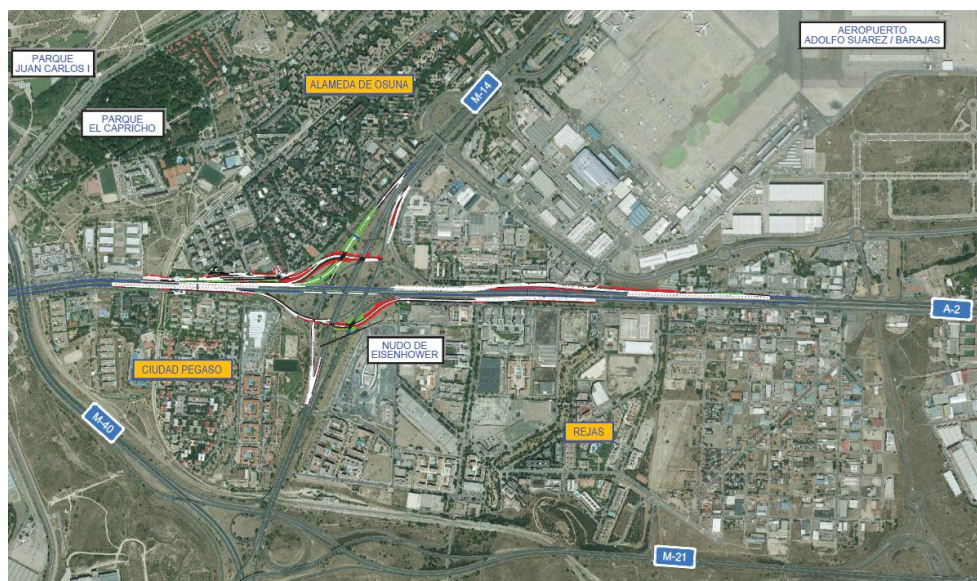 AEROPUERTO
ADOLFO SUAREZ / BARAJAS
PARQUE
JUAN CARLOS I
ALAMEDA DE OSUNA
M-14
PARQUE
EL CAPRICHO
A-2
NUDO DE
EISENHOWER
CIUDAD PEGASO
M-40
REJAS
M-21